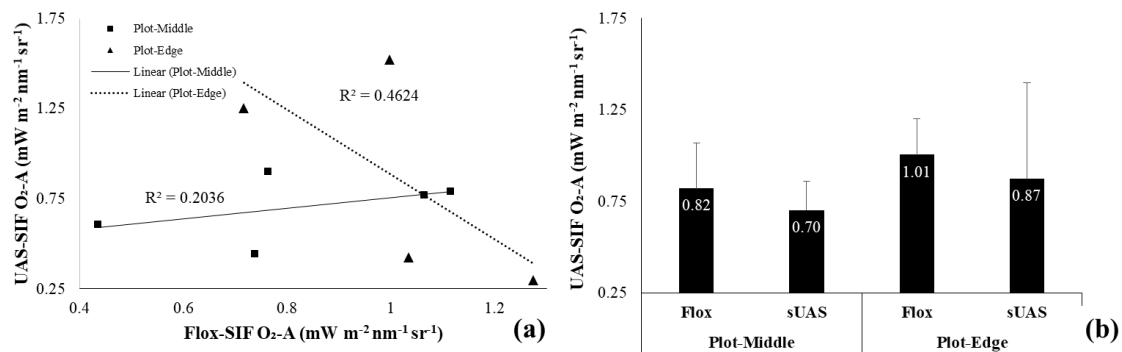 UAS-SIF O₂-A (mW m⁻² nm⁻¹ sr⁻¹)
1.75
1.25
0.75
0.25
Plot-Middle
Plot-Edge
Linear (Plot-Middle)
Linear (Plot-Edge)
R² = 0.4624
R² = 0.2036
0.4
0.6
0.8
1
1.2
Flox-SIF O₂-A (mW m⁻² nm⁻¹ sr⁻¹)
(a)
UAS-SIF O₂-A (mW m⁻² nm⁻¹ sr⁻¹)
1.75
1.25
0.75
0.25
0.82
0.70
1.01
0.87
Flox
sUAS
Flox
sUAS
Plot-Middle
Plot-Edge
(b)